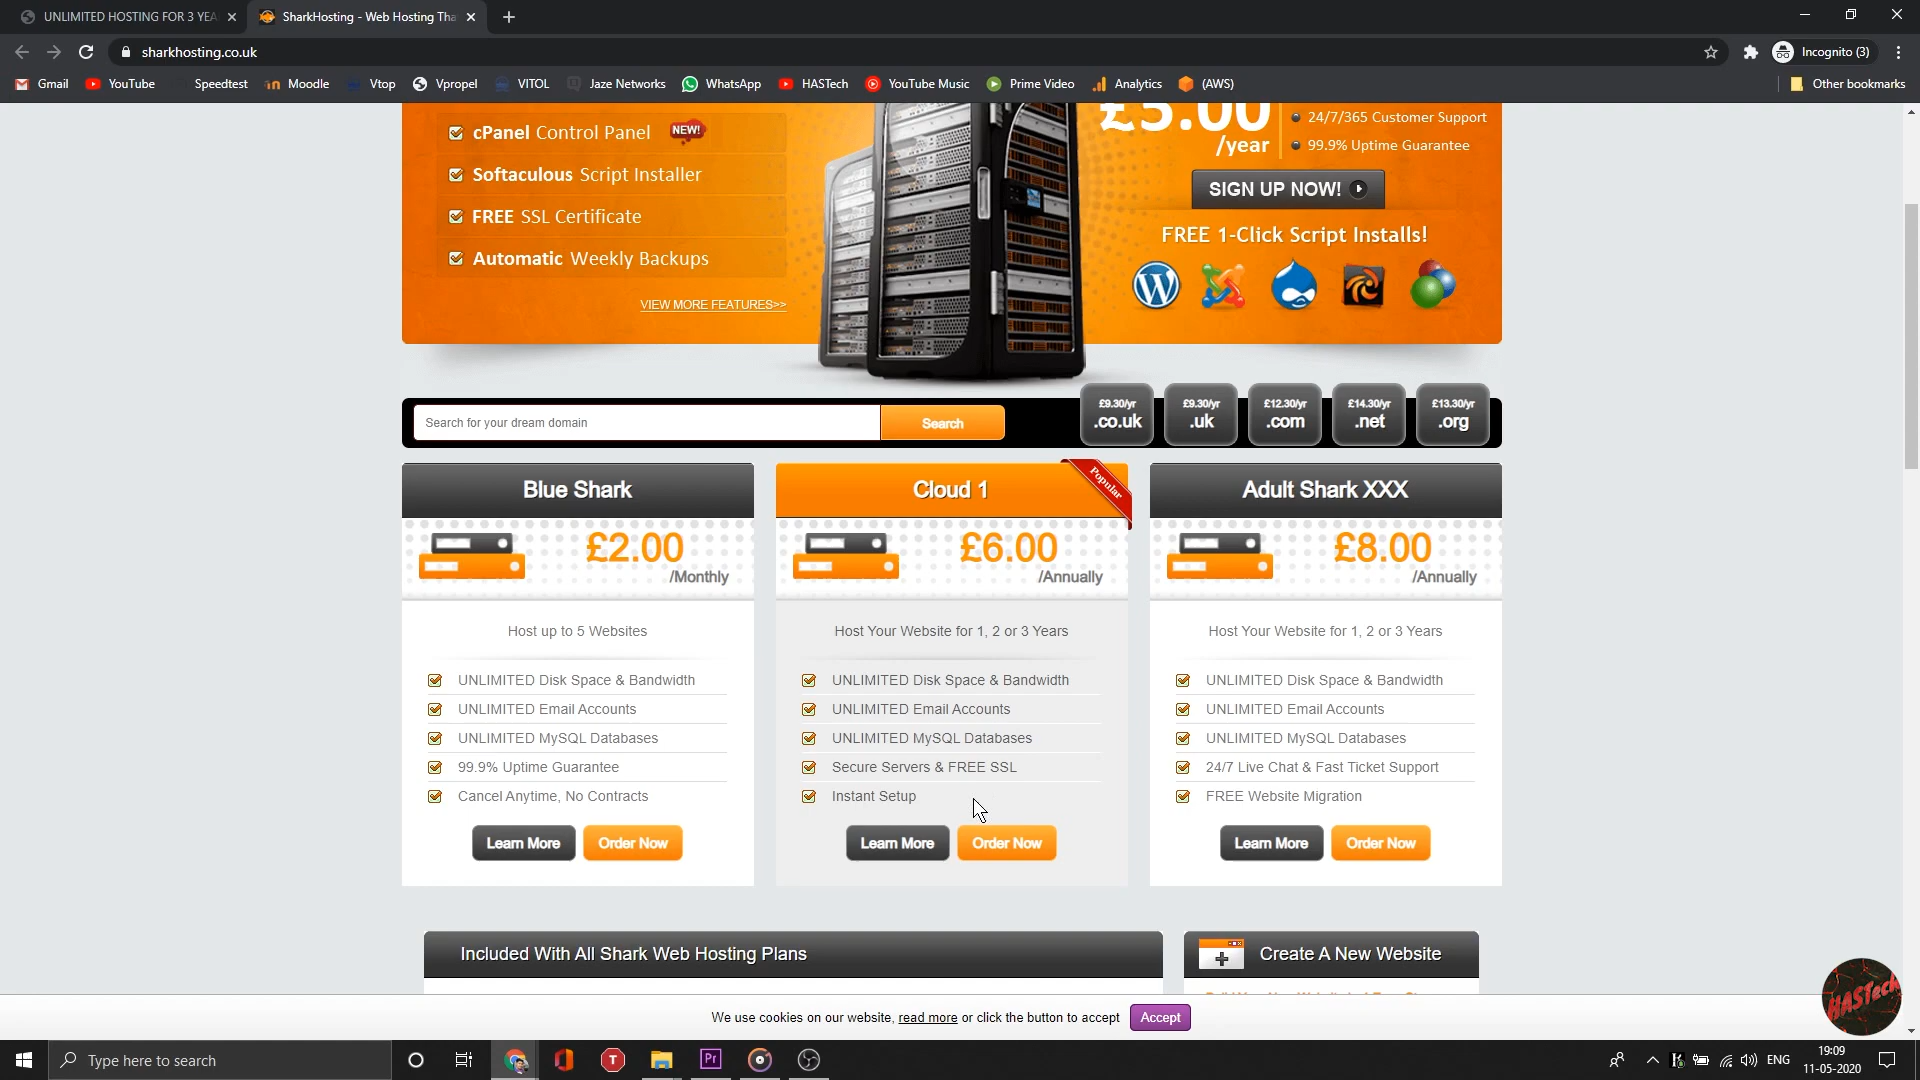 UNLIMITED HOSTING FOR 3 YEA
SharkHosting - Web Hosting Tha
sharkhosting.co.uk
Incognito (3)
Gmail
YouTube
Speedtest
Moodle
Vtop
Vpropel
VITOL
Jaze Networks
WhatsApp
HASTech
YouTube Music
Prime Video
Analytics
(AWS)
Other bookmarks
cPanel Control Panel NEW!
Softaculous Script Installer
FREE SSL Certificate
Automatic Weekly Backups
VIEW MORE FEATURES>>
/year
24/7/365 Customer Support
99.9% Uptime Guarantee
SIGN UP NOW!
FREE 1-Click Script Installs!
Search for your dream domain
Search
£9.30/yr
.co.uk
£9.30/yr
.uk
£12.30/yr
.com
£14.30/yr
.net
£13.30/yr
.org
Blue Shark
£2.00
/Monthly
Host up to 5 Websites
UNLIMITED Disk Space & Bandwidth
UNLIMITED Email Accounts
UNLIMITED MySQL Databases
99.9% Uptime Guarantee
Cancel Anytime, No Contracts
Learn More
Order Now
Cloud 1
Popular
£6.00
/Annually
Host Your Website for 1, 2 or 3 Years
UNLIMITED Disk Space & Bandwidth
UNLIMITED Email Accounts
UNLIMITED MySQL Databases
Secure Servers & FREE SSL
Instant Setup
Learn More
Order Now
Adult Shark XXX
£8.00
/Annually
Host Your Website for 1, 2 or 3 Years
UNLIMITED Disk Space & Bandwidth
UNLIMITED Email Accounts
UNLIMITED MySQL Databases
24/7 Live Chat & Fast Ticket Support
FREE Website Migration
Learn More
Order Now
Included With All Shark Web Hosting Plans
Create A New Website
We use cookies on our website, read more or click the button to accept
Accept
HASTech
Type here to search
T
Pr
ENG
19:09
11-05-2020